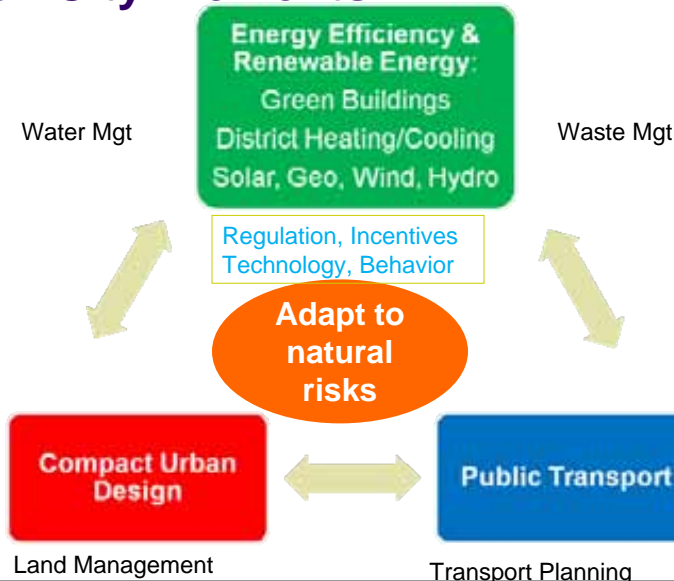 Energy Efficiency &
Renewable Energy:
Green Buildings
District Heating/Cooling
Solar, Geo, Wind, Hydro
Water Mgt
Waste Mgt
Regulation, Incentives
Technology, Behavior
Adapt to
natural
risks
Compact Urban
Design
Public Transport
Land Management
Transport Planning